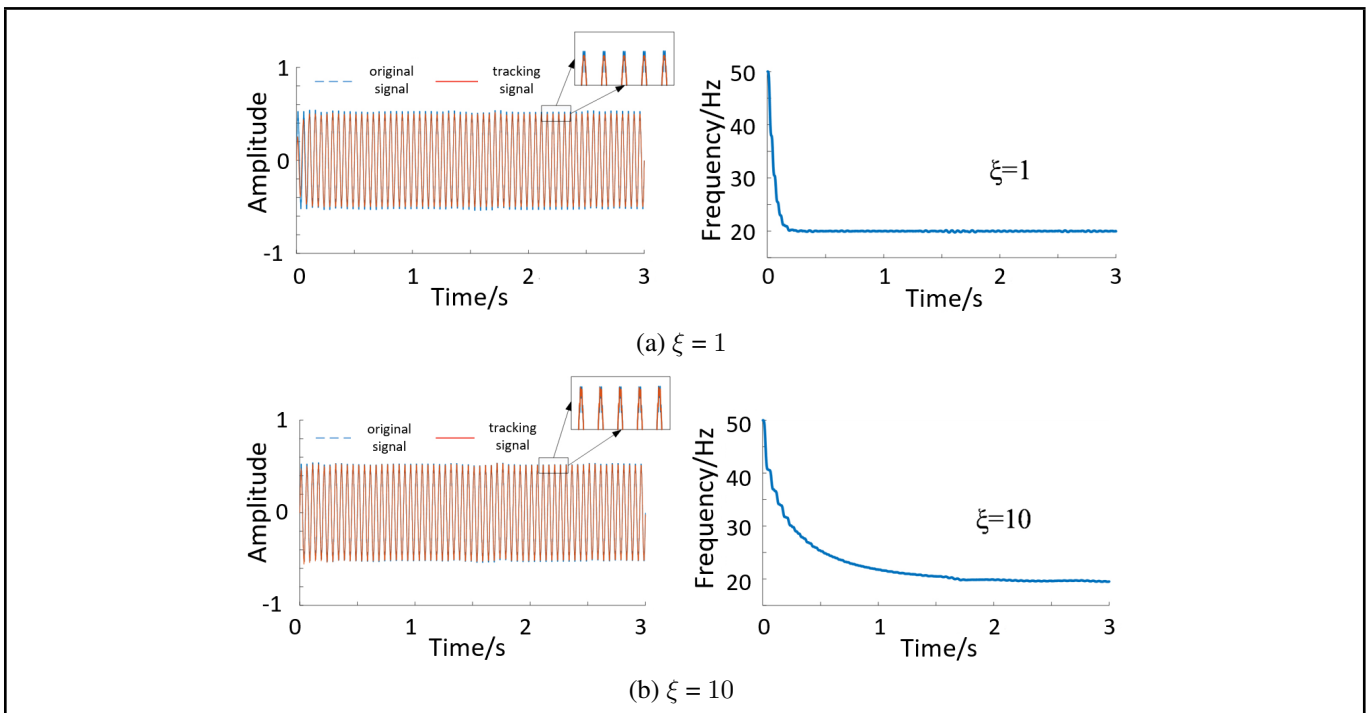 1
original signal
tracking signal
Amplitude
0
-1
0 1 2 3
Time/s
50
40
30
20
Frequency/Hz
ξ=1
0 1 2 3
Time/s
(a) ξ = 1
1
original signal
tracking signal
Amplitude
0
-1
0 1 2 3
Time/s
50
40
30
20
Frequency/Hz
ξ=10
0 1 2 3
Time/s
(b) ξ = 10